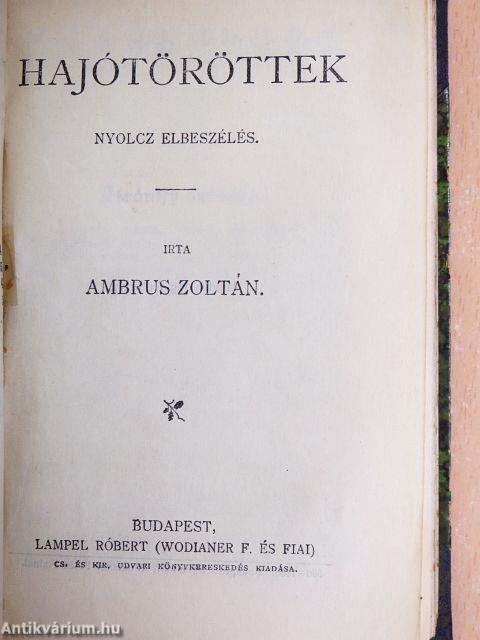 HAJÓTÖRÖTTEK
NYOLCZ ELBESZÉLÉS.
IRTA
AMBRUS ZOLTÁN.
BUDAPEST,
LAMPEL RÓBERT (WODIANER F. ÉS FIAI)
CS. ÉS KIR. UDVARI KÖNYVKERESKEDÉS KIADÁSA.
Antikvárium.hu